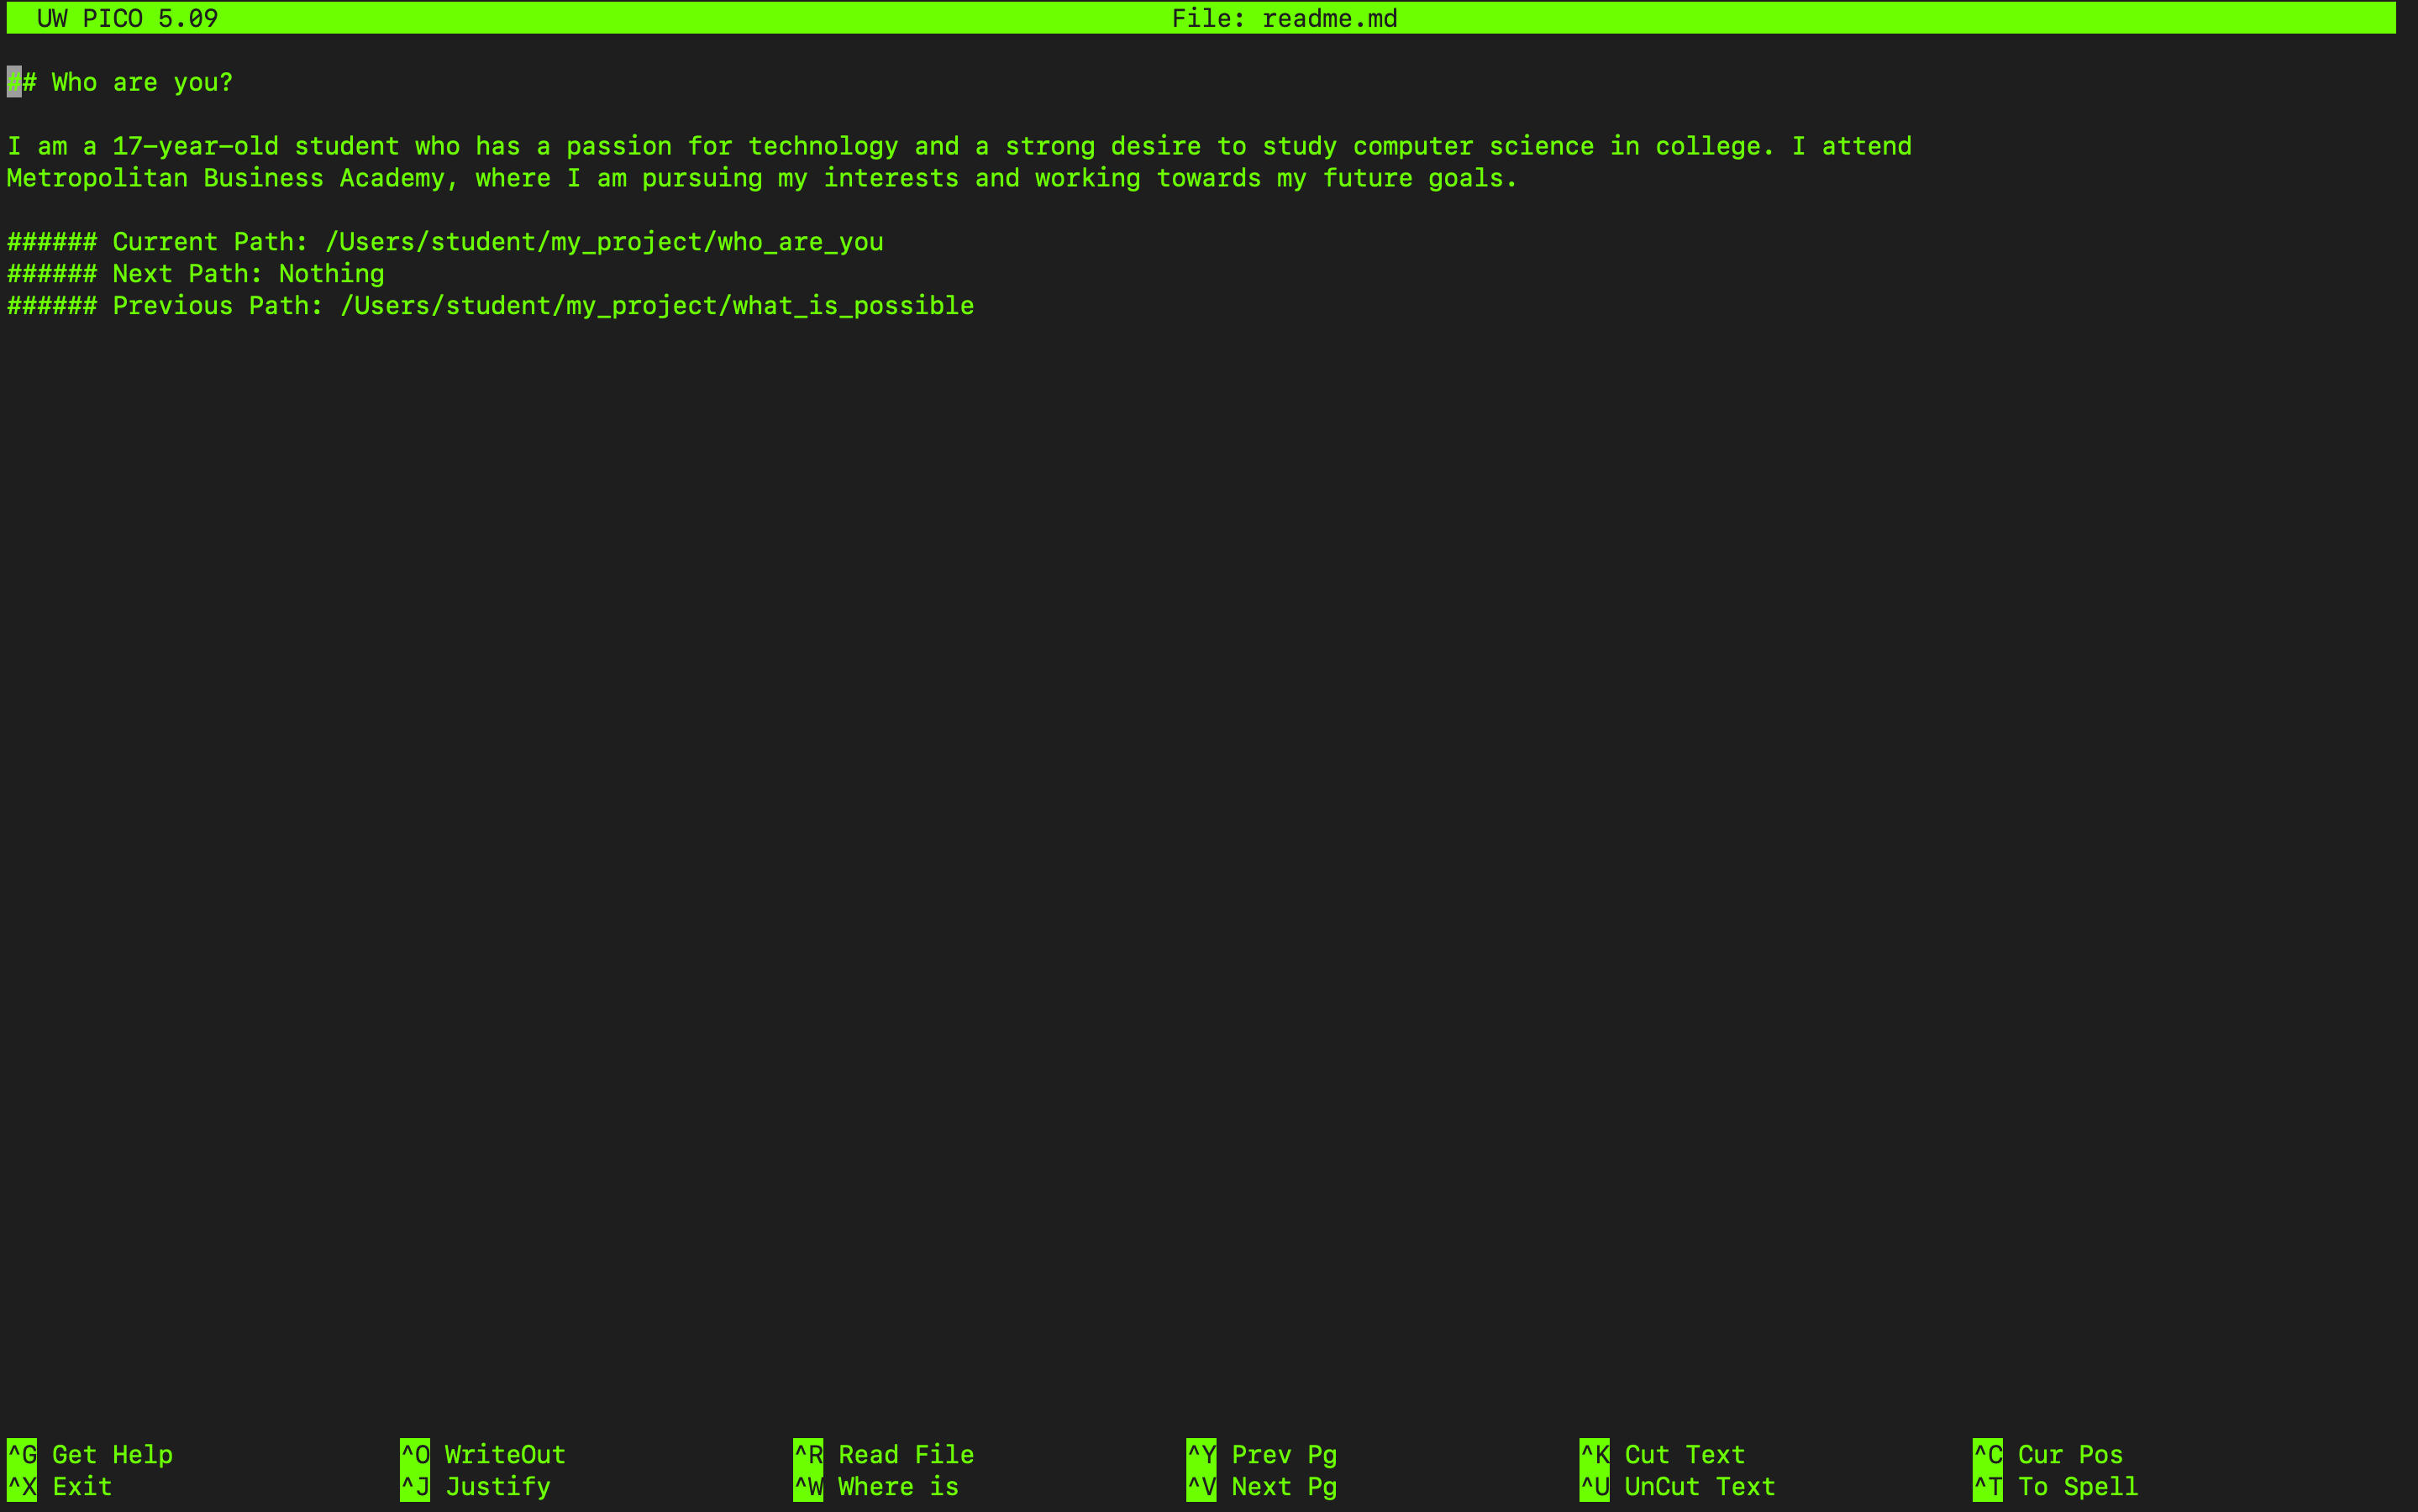 UW PICO 5.09 File: readme.md
## Who are you?
I am a 17-year-old student who has a passion for technology and a strong desire to study computer science in college. I attend
Metropolitan Business Academy, where I am pursuing my interests and working towards my future goals.
###### Current Path: /Users/student/my_project/who_are_you
###### Next Path: Nothing
###### Previous Path: /Users/student/my_project/what_is_possible
^G Get Help ^O WriteOut ^R Read File ^Y Prev Pg ^K Cut Text ^C Cur Pos
^X Exit ^J Justify ^W Where is ^V Next Pg ^U UnCut Text ^T To Spell